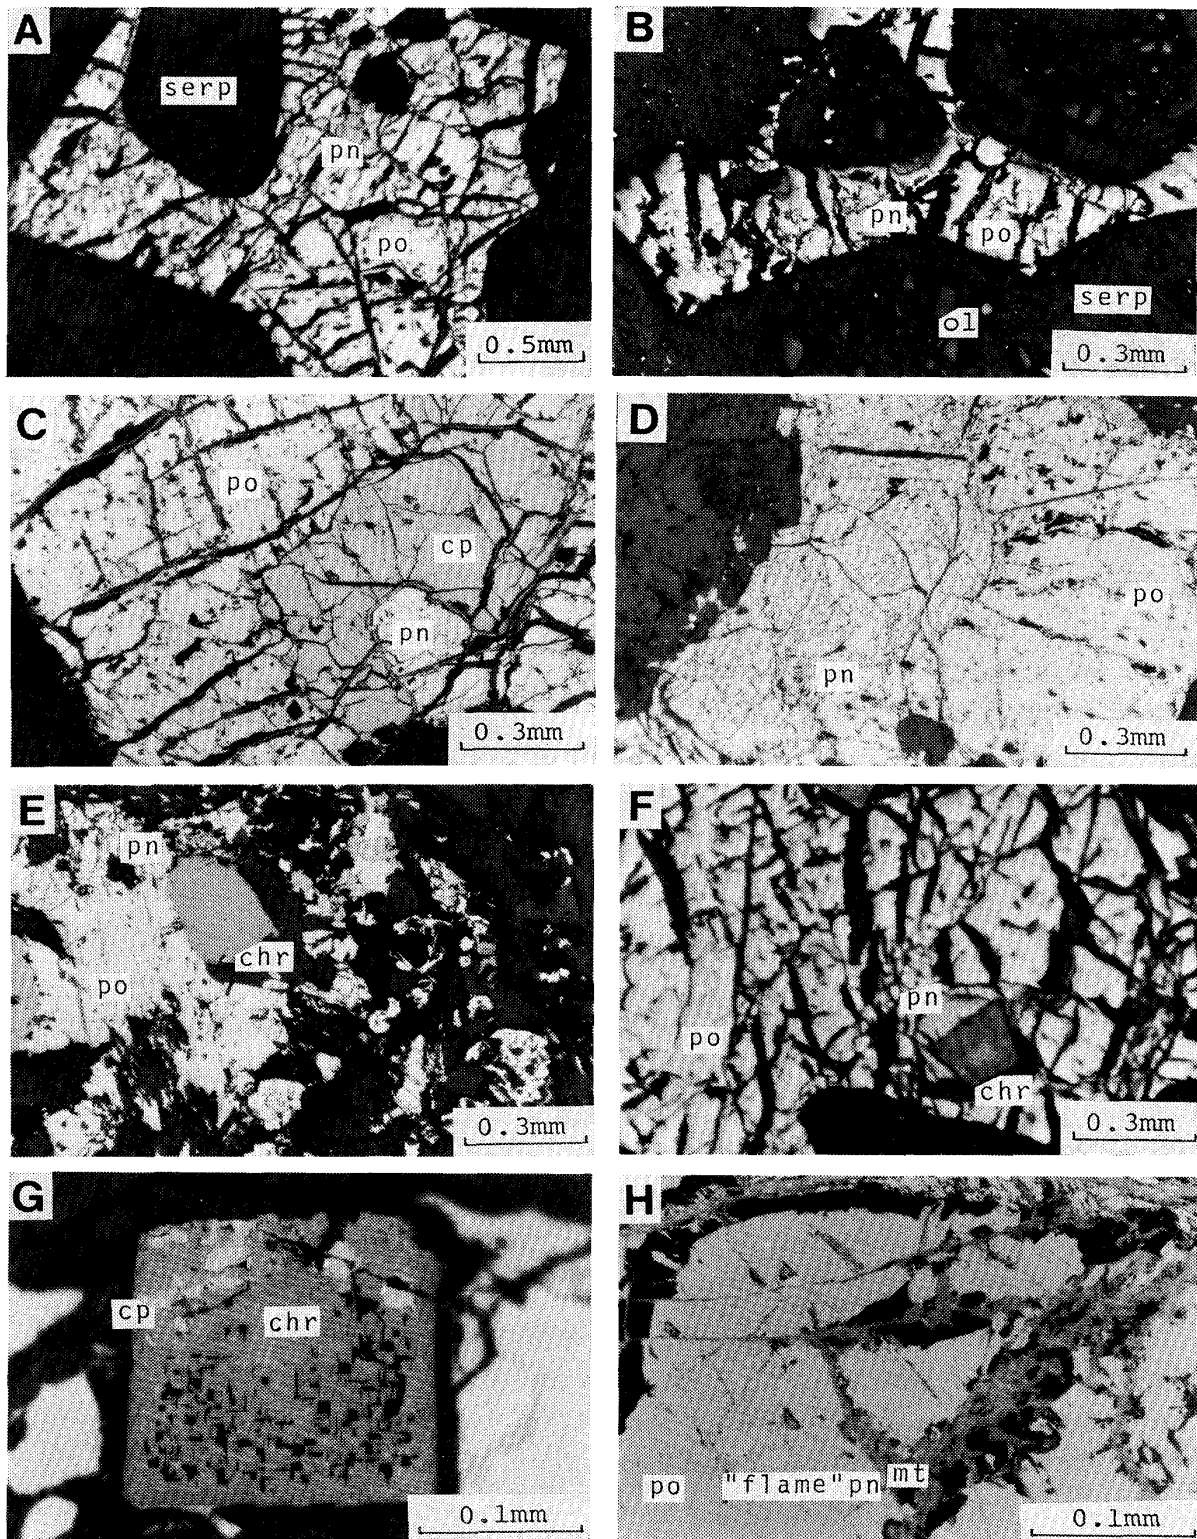 A
serp
pn
po
0.5mm
B
pn
po
serp
ol
0.3mm
C
po
cp
pn
0.3mm
D
po
pn
0.3mm
E
pn
chr
po
0.3mm
F
pn
po
chr
0.3mm
G
cp
chr
0.1mm
H
po "flame"pn mt
0.1mm